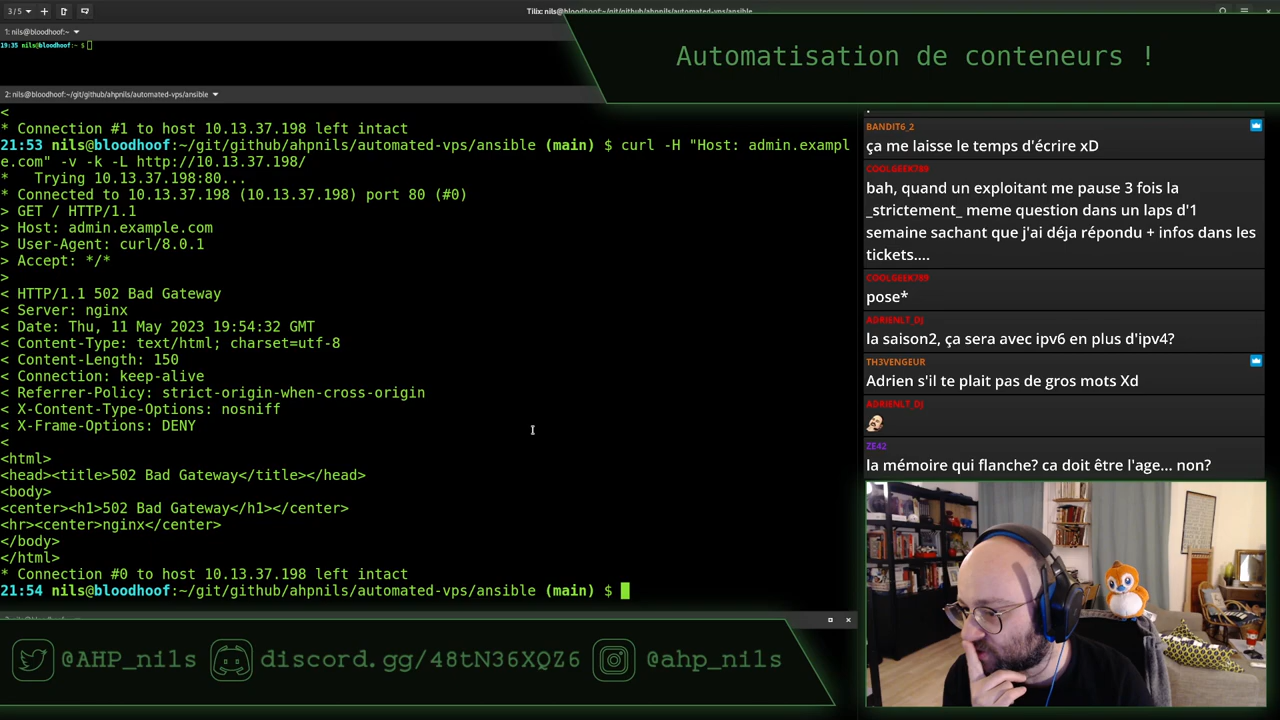 3 / 5
Tilix: nils@bloodhoof:~/git/github/ahpnils/automated-vps/ansible
1: nils@bloodhoof:~
19:35 nils@bloodhoof:~ $
Automatisation de conteneurs !
2: nils@bloodhoof:~/git/github/ahpnils/automated-vps/ansible
<
* Connection #1 to host 10.13.37.198 left intact
21:53 nils@bloodhoof:~/git/github/ahpnils/automated-vps/ansible (main) $ curl -H "Host: admin.exampl
e.com" -v -k -L http://10.13.37.198/
*   Trying 10.13.37.198:80...
* Connected to 10.13.37.198 (10.13.37.198) port 80 (#0)
> GET / HTTP/1.1
> Host: admin.example.com
> User-Agent: curl/8.0.1
> Accept: */*
>
< HTTP/1.1 502 Bad Gateway
< Server: nginx
< Date: Thu, 11 May 2023 19:54:32 GMT
< Content-Type: text/html; charset=utf-8
< Content-Length: 150
< Connection: keep-alive
< Referrer-Policy: strict-origin-when-cross-origin
< X-Content-Type-Options: nosniff
< X-Frame-Options: DENY
<
<html>
<head><title>502 Bad Gateway</title></head>
<body>
<center><h1>502 Bad Gateway</h1></center>
<hr><center>nginx</center>
</body>
</html>
* Connection #0 to host 10.13.37.198 left intact
21:54 nils@bloodhoof:~/git/github/ahpnils/automated-vps/ansible (main) $
BANDIT6_2
ça me laisse le temps d'écrire xD
COOLGEEK789
bah, quand un exploitant me pause 3 fois la
_strictement_ meme question dans un laps d'1
semaine sachant que j'ai déja répondu + infos dans les
tickets....
COOLGEEK789
pose*
ADRIENLT_DJ
la saison2, ça sera avec ipv6 en plus d'ipv4?
TH3VENGEUR
Adrien s'il te plait pas de gros mots Xd
ADRIENLT_DJ
ZE42
la mémoire qui flanche? ca doit être l'age... non?
@AHP_nils
discord.gg/48tN36XQZ6
@ahp_nils